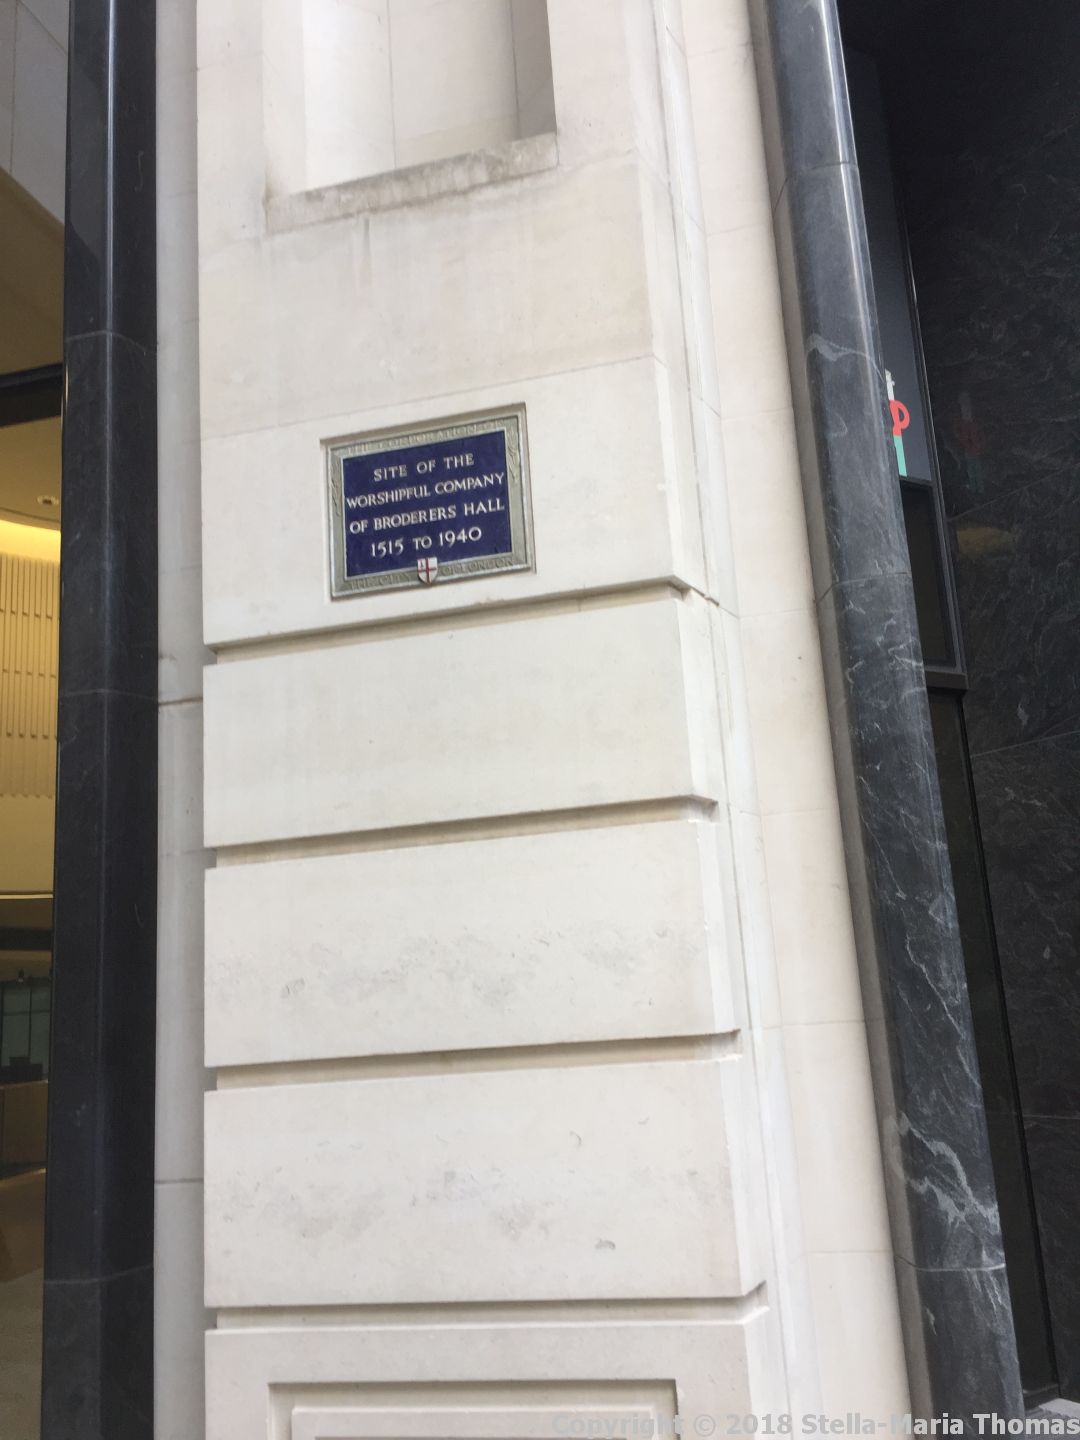 THE CORPORATION OF
SITE OF THE
WORSHIPFUL COMPANY
OF BRODERERS HALL
1515 TO 1940
THE CITY OF LONDON
Copyright © 2018 Stella-Maria Thomas